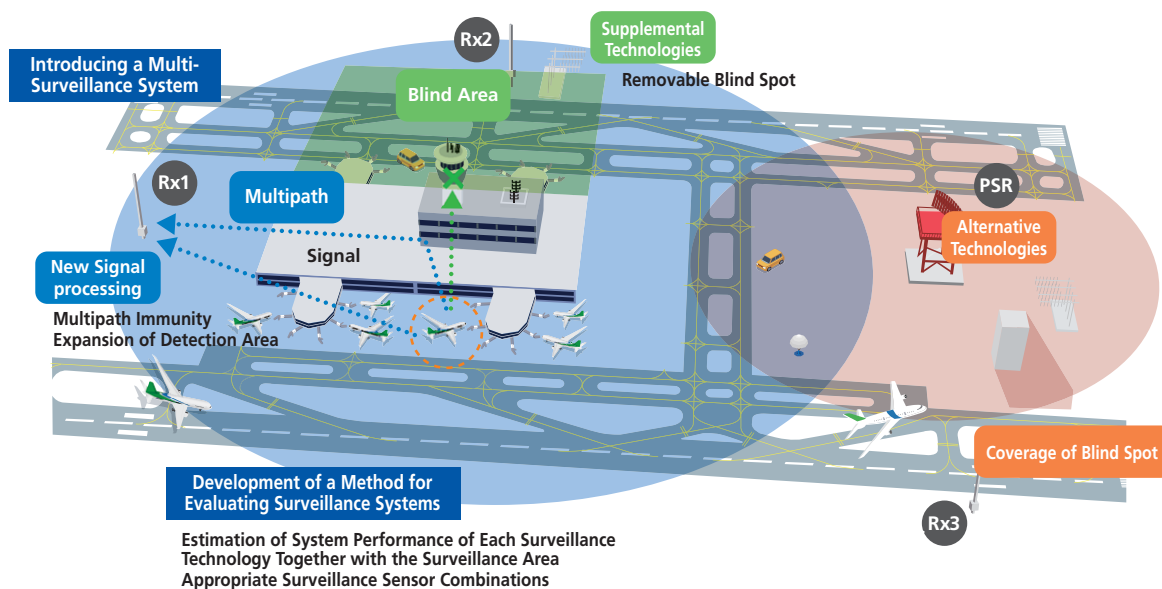 Introducing a Multi-
Surveillance System
Rx2
Supplemental
Technologies
Removable Blind Spot
Blind Area
Rx1
Multipath
PSR
Alternative
Technologies
Signal
New Signal
processing
Multipath Immunity
Expansion of Detection Area
Coverage of Blind Spot
Development of a Method for
Evaluating Surveillance Systems
Rx3
Estimation of System Performance of Each Surveillance
Technology Together with the Surveillance Area
Appropriate Surveillance Sensor Combinations